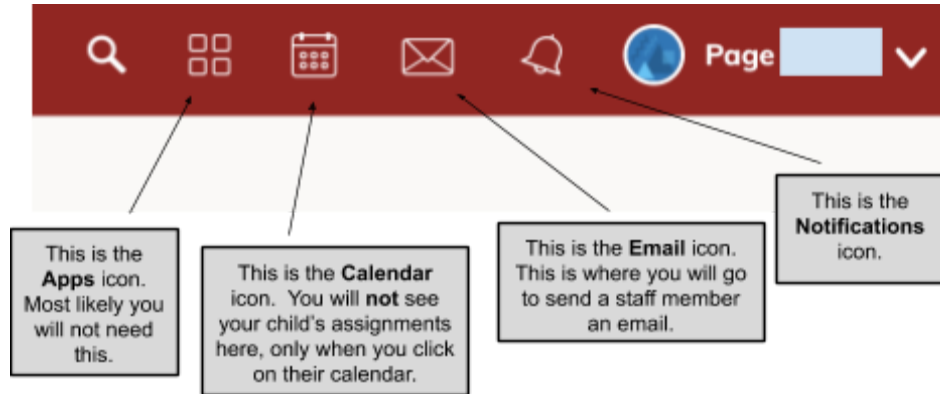 Page
This is the
Apps icon.
Most likely you
will not need
this.
This is the Calendar
icon.  You will not see
your child's assignments
here, only when you click
on their calendar.
This is the Email icon.
This is where you will go
to send a staff member
an email.
This is the
Notifications
icon.